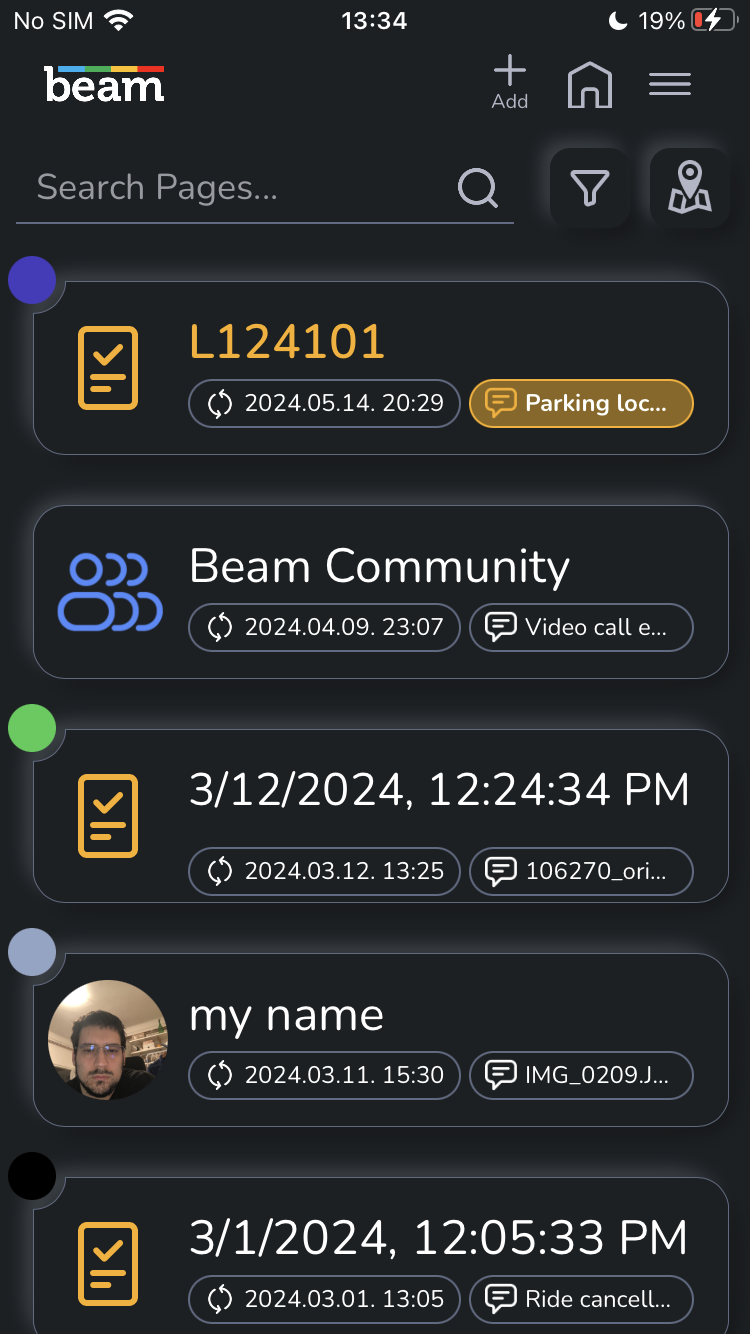 No SIM 13:34 19%
beam
Add
Search Pages...
L124101
2024.05.14. 20:29 Parking loc...
Beam Community
2024.04.09. 23:07 Video call e...
3/12/2024, 12:24:34 PM
2024.03.12. 13:25 106270_ori...
my name
2024.03.11. 15:30 IMG_0209.J...
3/1/2024, 12:05:33 PM
2024.03.01. 13:05 Ride cancell...